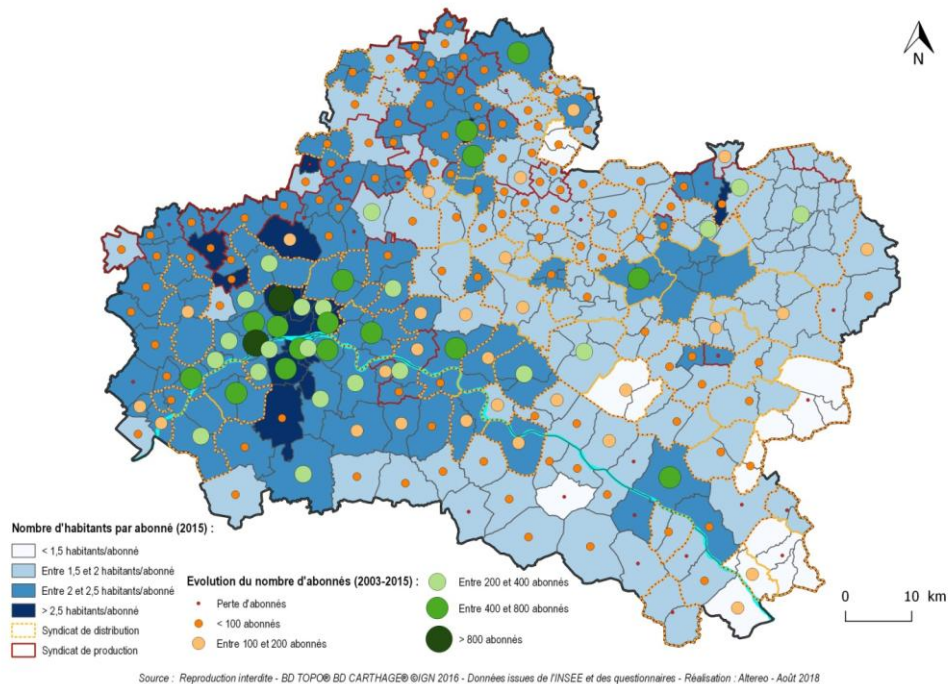 N
Nombre d'habitants par abonné (2015) :
< 1,5 habitants/abonné
Entre 1,5 et 2 habitants/abonné
Entre 2 et 2,5 habitants/abonné
> 2,5 habitants/abonné
Syndicat de distribution
Syndicat de production
Evolution du nombre d'abonnés (2003-2015) :
Perte d'abonnés
< 100 abonnés
Entre 100 et 200 abonnés
Entre 200 et 400 abonnés
Entre 400 et 800 abonnés
> 800 abonnés
0 10 km
Source : Reproduction interdite - BD TOPO® BD CARTHAGE® ©IGN 2016 - Données issues de l'INSEE et des questionnaires - Réalisation : Altereo - Août 2018